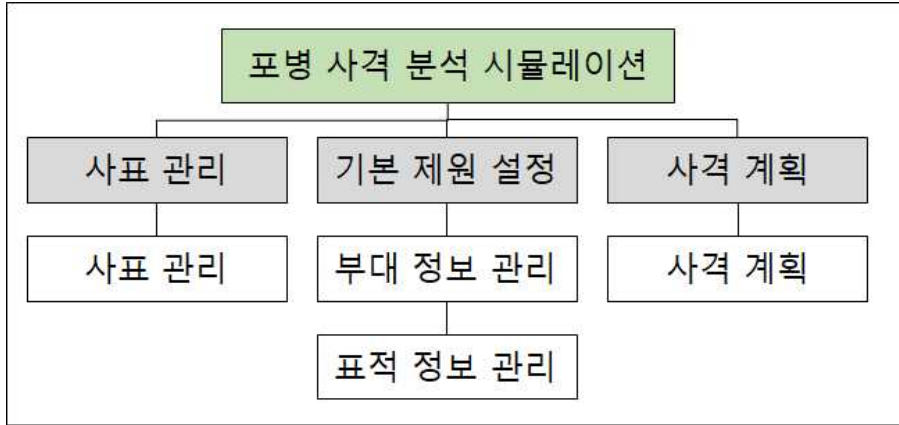 포병 사격 분석 시뮬레이션
사표 관리
기본 제원 설정
사격 계획
사표 관리
부대 정보 관리
사격 계획
표적 정보 관리